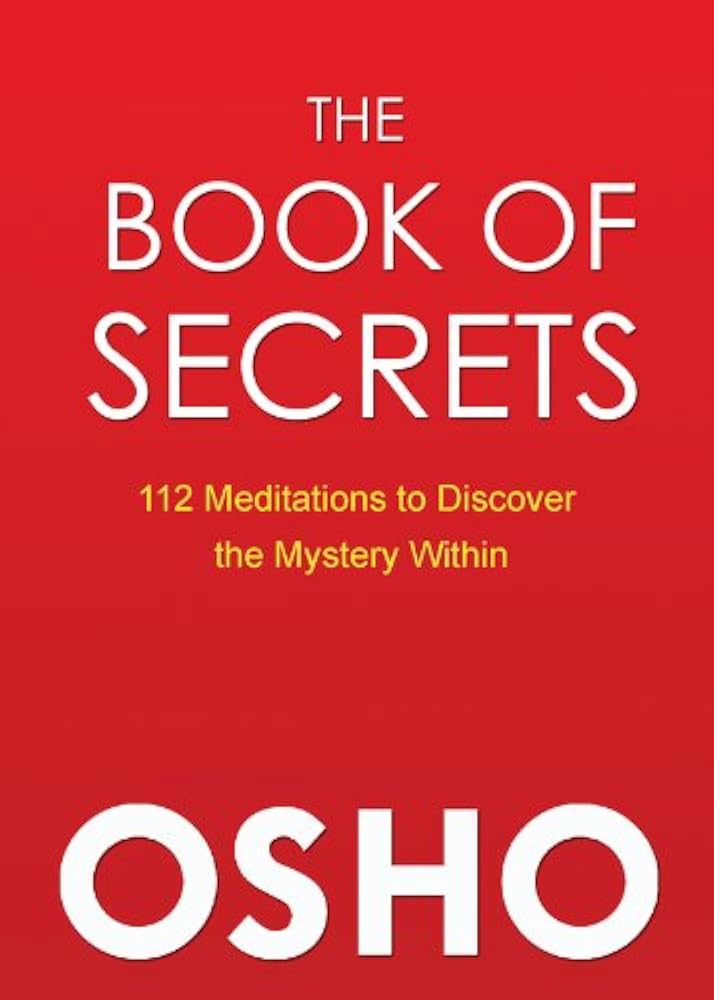 THE
BOOK OF
SECRETS
112 Meditations to Discover
the Mystery Within
OSHO